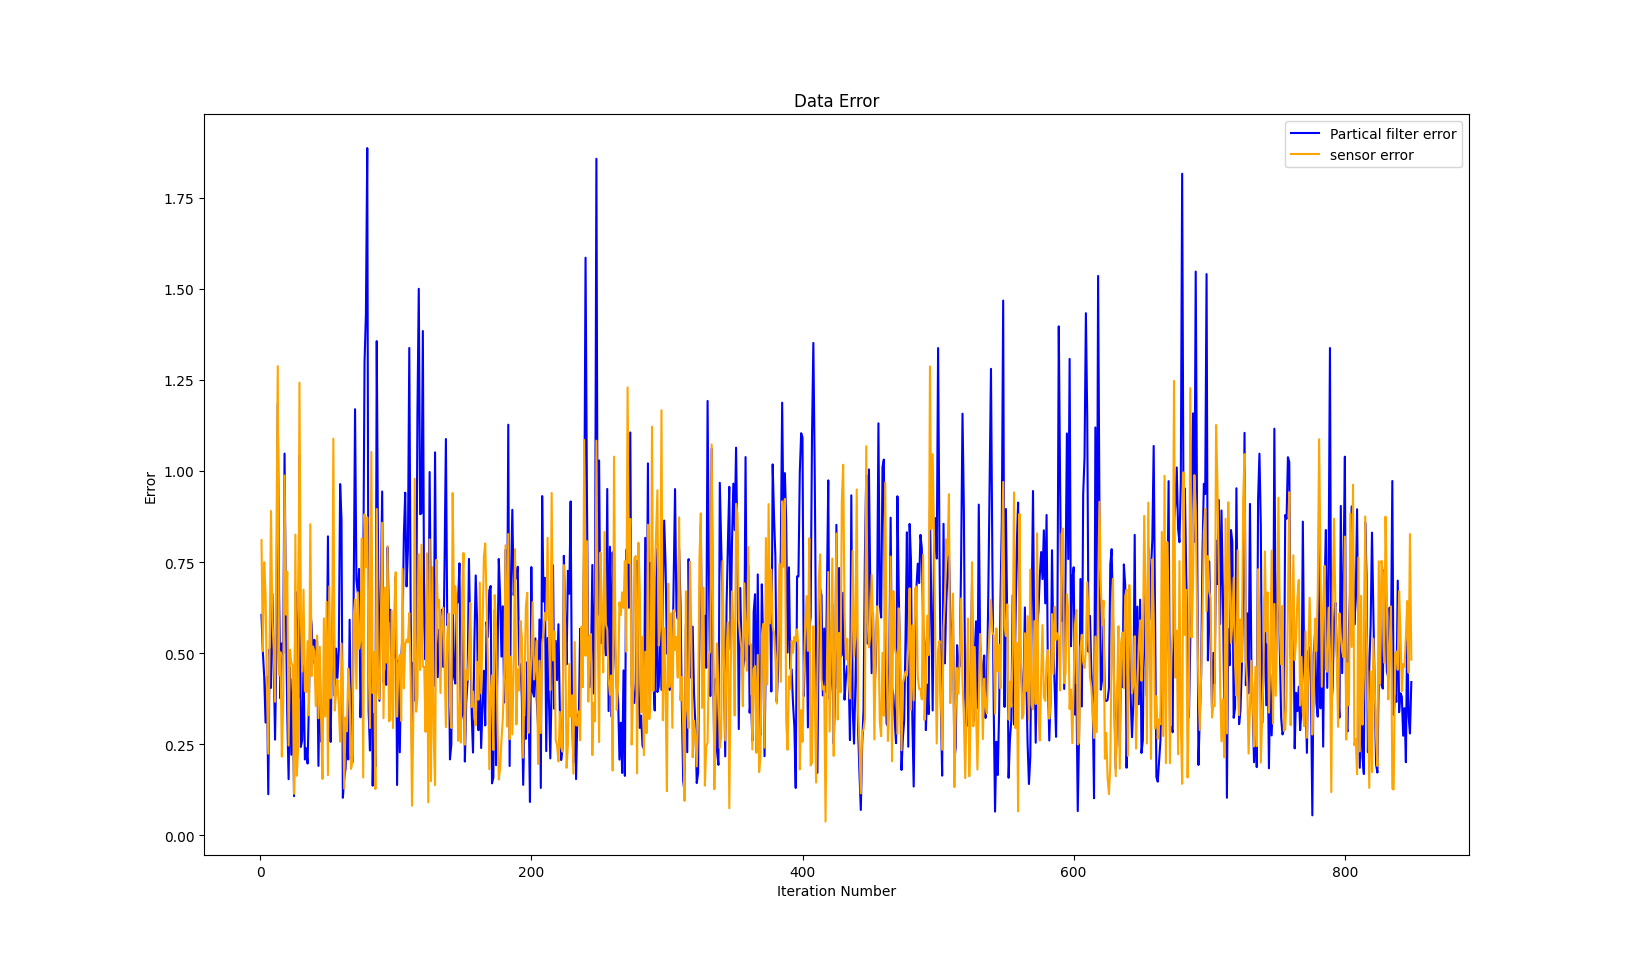 Data Error
Partical filter error
sensor error
1.75
1.50
1.25
1.00
0.75
0.50
0.25
0.00
Error
0
200
400
600
800
Iteration Number